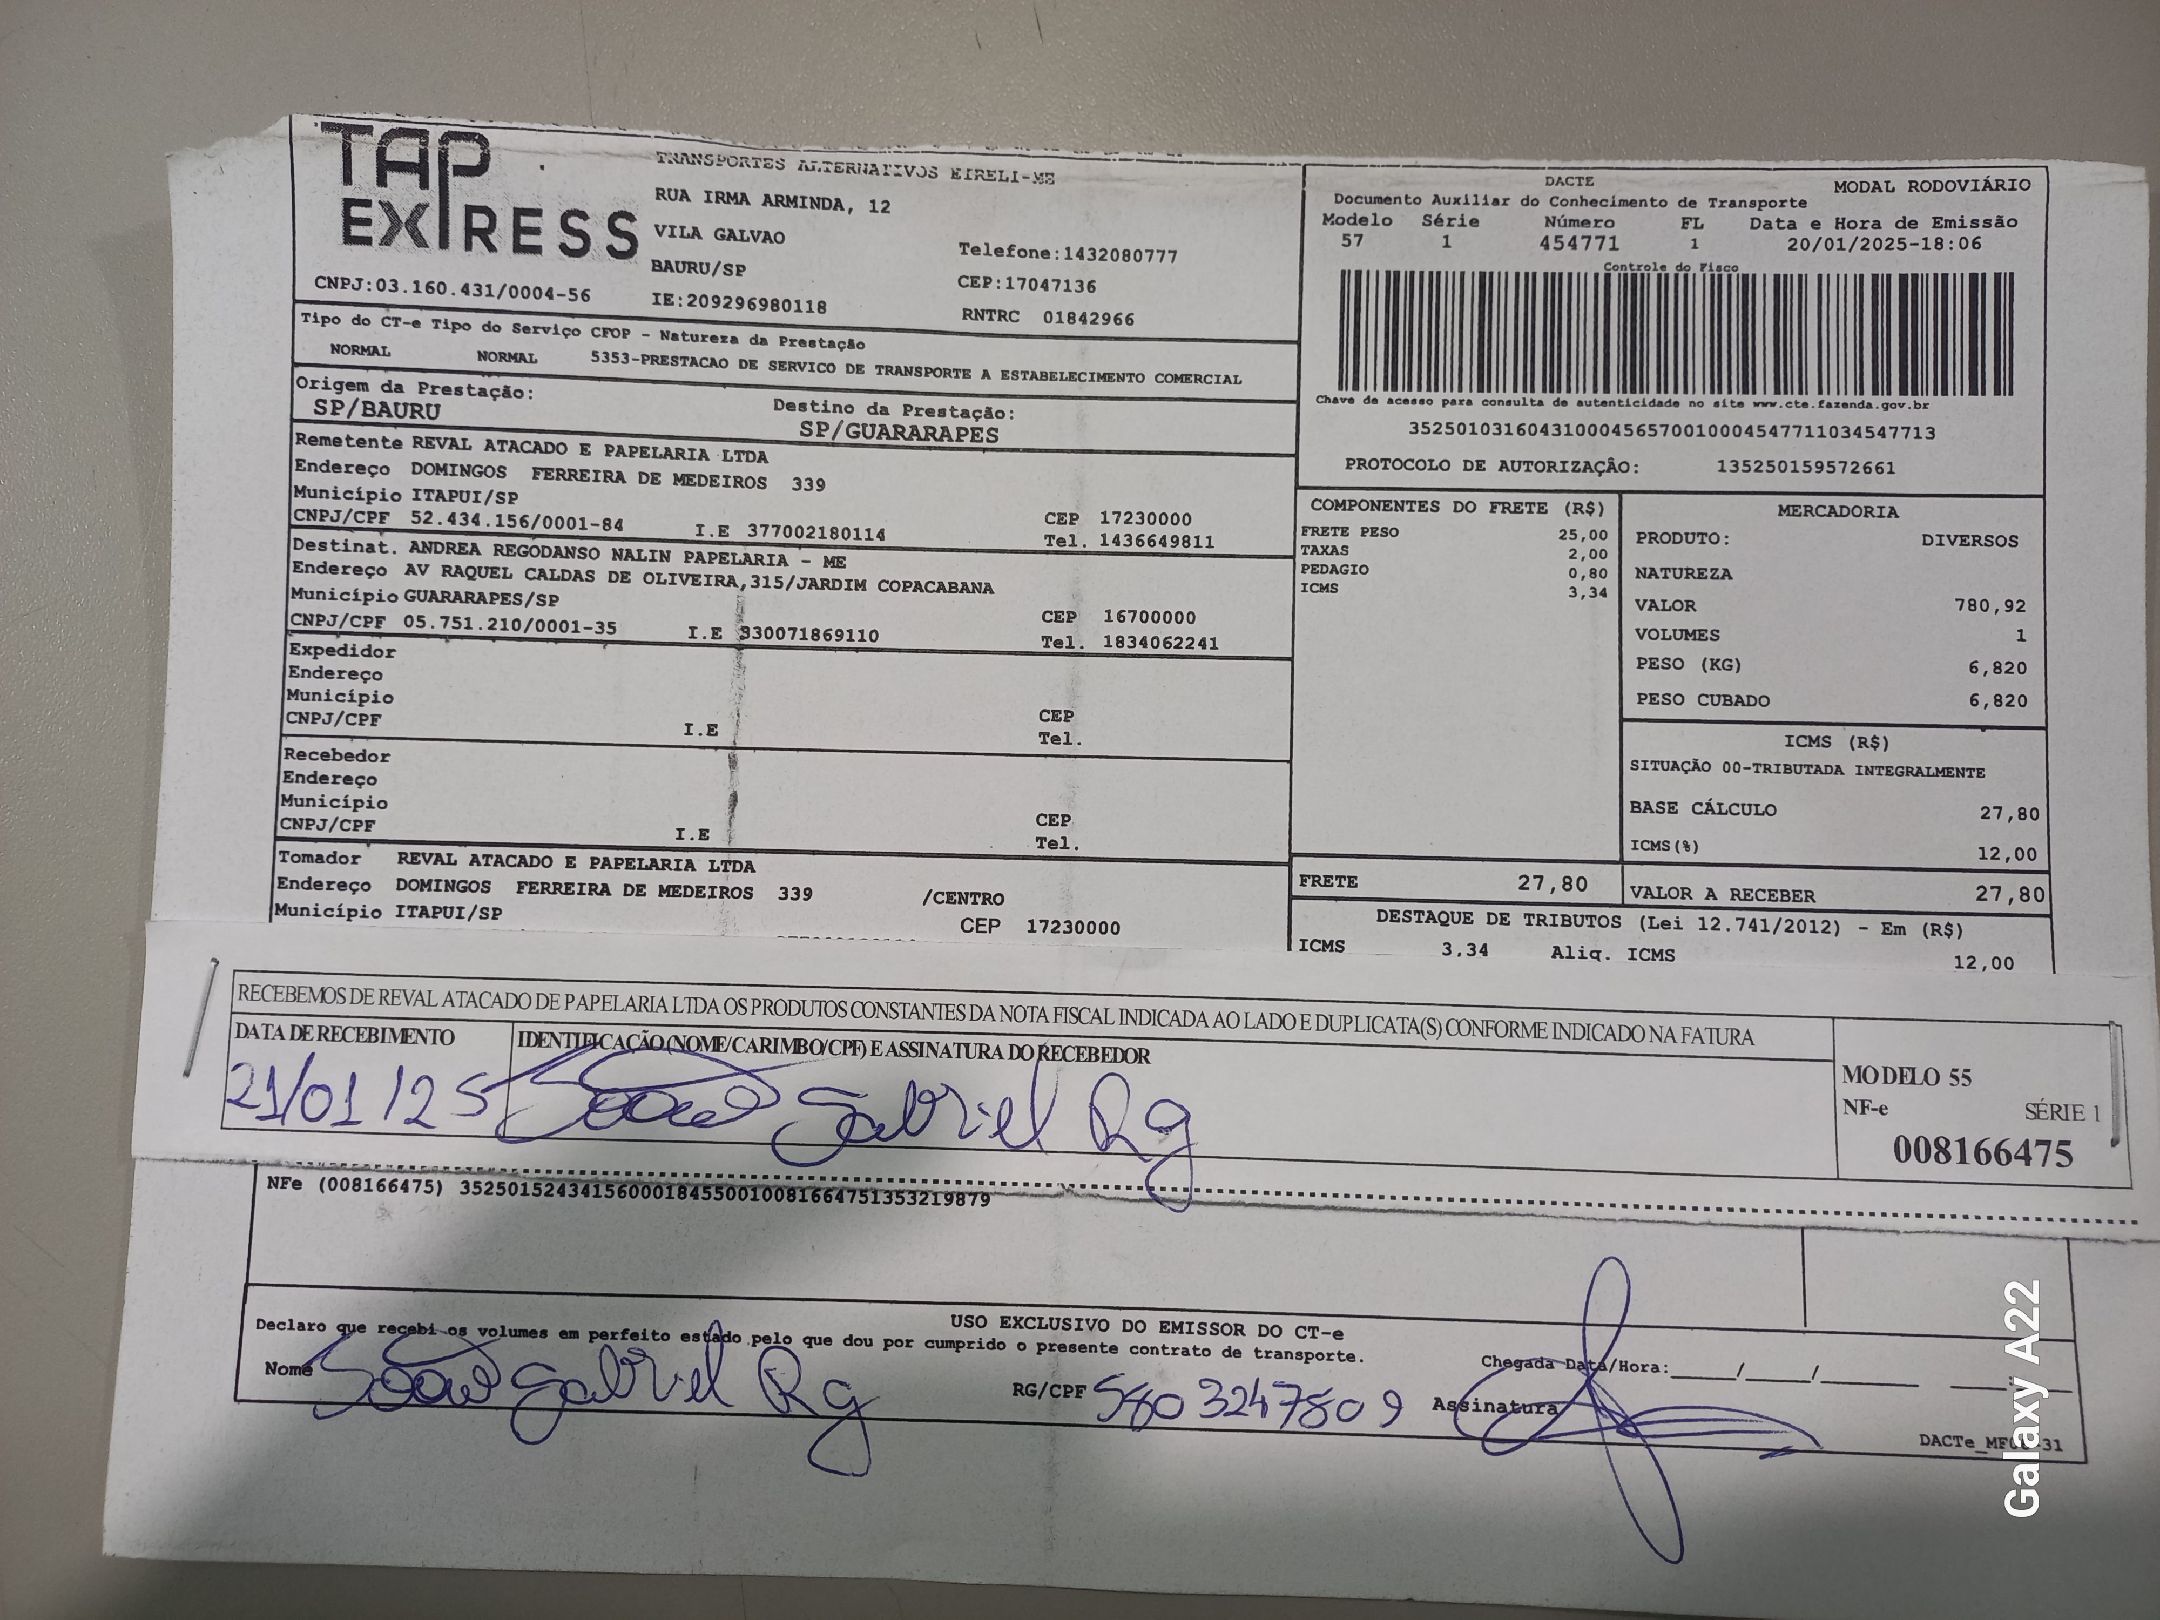 TAP EXPRESS
TRANSPORTES ALTERNATIVOS EIRELI-ME
RUA IRMA ARMINDA, 12
VILA GALVAO
Telefone:1432080777
BAURU/SP
CEP:17047136
CNPJ:03.160.431/0004-56
IE:209296980118
RNTRC 01842966
Tipo do CT-e Tipo do Serviço CFOP - Natureza da Prestação
NORMAL NORMAL 5353-PRESTACAO DE SERVICO DE TRANSPORTE A ESTABELECIMENTO COMERCIAL
Origem da Prestação: Destino da Prestação:
SP/BAURU SP/GUARARAPES
Remetente REVAL ATACADO E PAPELARIA LTDA
Endereço DOMINGOS FERREIRA DE MEDEIROS 339
Município ITAPUI/SP CEP 17230000
CNPJ/CPF 52.434.156/0001-84 I.E 377002180114 Tel. 1436649811
Destinat. ANDREA REGODANSO NALIN PAPELARIA - ME
Endereço AV RAQUEL CALDAS DE OLIVEIRA,315/JARDIM COPACABANA
Município GUARARAPES/SP CEP 16700000
CNPJ/CPF 05.751.210/0001-35 I.E 330071869110 Tel. 1834062241
Expedidor
Endereço
Município CEP
CNPJ/CPF I.E Tel.
Recebedor
Endereço
Município CEP
CNPJ/CPF I.E Tel.
Tomador REVAL ATACADO E PAPELARIA LTDA
Endereço DOMINGOS FERREIRA DE MEDEIROS 339 /CENTRO
Município ITAPUI/SP CEP 17230000
DACTE MODAL RODOVIÁRIO
Documento Auxiliar do Conhecimento de Transporte
Modelo Série Número FL Data e Hora de Emissão
57 1 454771 1 20/01/2025-18:06
Controle do Fisco
Chave de acesso para consulta de autenticidade no site www.cte.fazenda.gov.br
35250103160431000456570010004547711034547713
PROTOCOLO DE AUTORIZAÇÃO: 135250159572661
COMPONENTES DO FRETE (R$)
FRETE PESO 25,00
TAXAS 2,00
PEDAGIO 0,80
ICMS 3,34
MERCADORIA
PRODUTO: DIVERSOS
NATUREZA
VALOR 780,92
VOLUMES 1
PESO (KG) 6,820
PESO CUBADO 6,820
ICMS (R$)
SITUAÇÃO 00-TRIBUTADA INTEGRALMENTE
BASE CÁLCULO 27,80
ICMS(%) 12,00
FRETE 27,80 VALOR A RECEBER 27,80
DESTAQUE DE TRIBUTOS (Lei 12.741/2012) - Em (R$)
ICMS 3,34 Aliq. ICMS 12,00
RECEBEMOS DE REVAL ATACADO DE PAPELARIA LTDA OS PRODUTOS CONSTANTES DA NOTA FISCAL INDICADA AO LADO E DUPLICATA(S) CONFORME INDICADO NA FATURA
DATA DE RECEBIMENTO IDENTIFICAÇÃO (NOME/CARIMBO/CPF) E ASSINATURA DO RECEBEDOR
21/01/25 João Gabriel Rg
MODELO 55
NF-e SÉRIE 1
008166475
NFe (008166475) 35250152434156000184550010081664751353219879
USO EXCLUSIVO DO EMISSOR DO CT-e
Declaro que recebi os volumes em perfeito estado pelo que dou por cumprido o presente contrato de transporte.
Nome João Gabriel Rg RG/CPF 5803247809 Assinatura
Chegada Data/Hora:____/____/____ ____:____
Galaxy A22